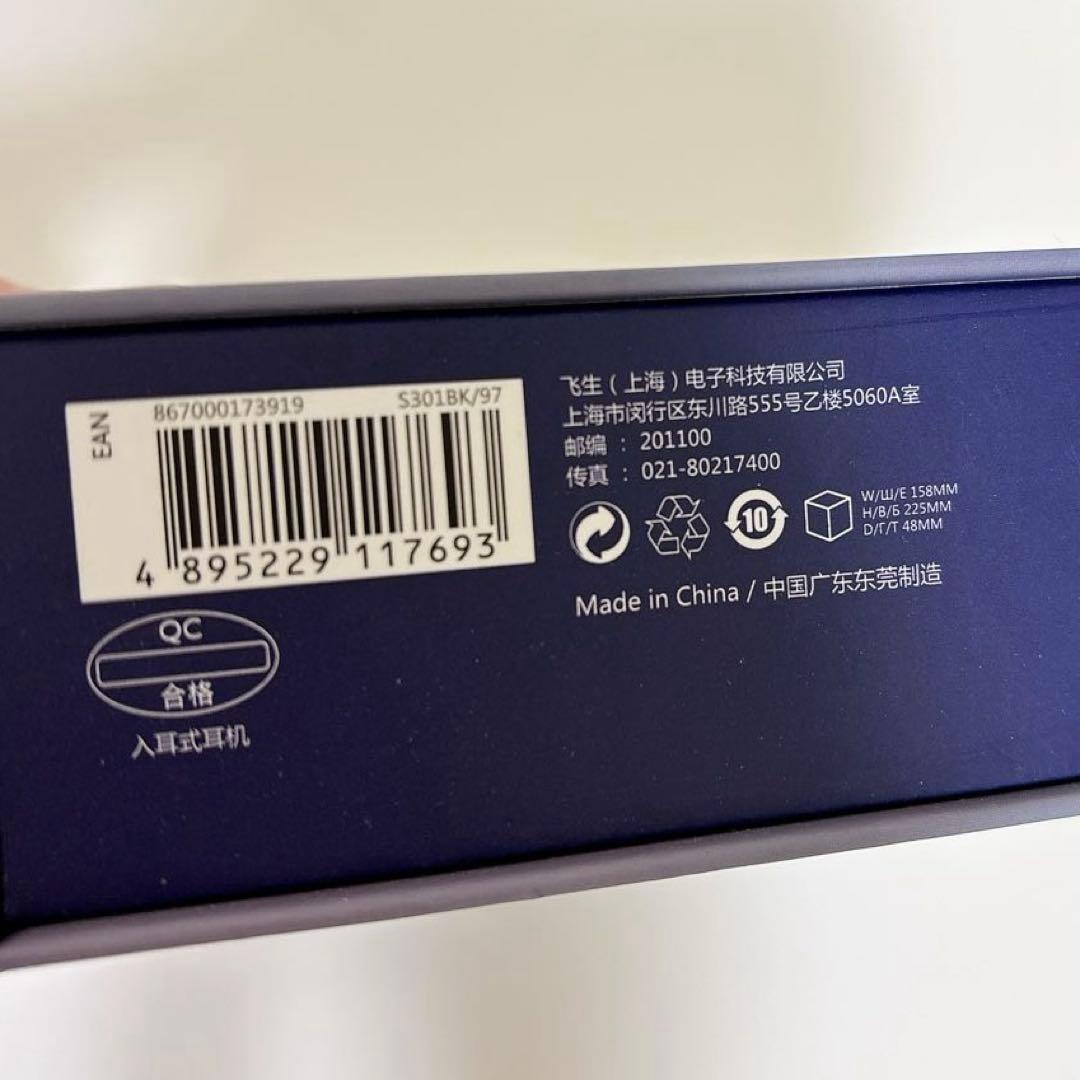 EAN
867000173919 S301BK/97
4 895229 117693
QC
合格
入耳式耳机
飞生（上海）电子科技有限公司
上海市闵行区东川路555号乙楼5060A室
邮编 ： 201100
传真 ： 021-80217400
10
W/Ш/E 158MM
H/B/Б 225MM
D/Г/T 48MM
Made in China / 中国广东东莞制造